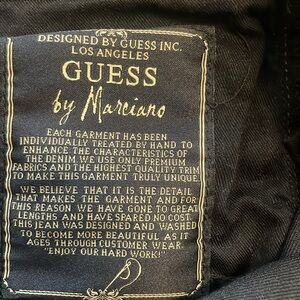 DESIGNED BY GUESS INC.
LOS ANGELES
GUESS
by Marciano
EACH GARMENT HAS BEEN
INDIVIDUALLY TREATED BY HAND TO
ENHANCE THE CHARACTERISTICS OF
THE DENIM. WE USE ONLY PREMIUM
FABRICS AND THE HIGHEST QUALITY TRIM
TO MAKE THIS GARMENT TRULY UNIQUE.
WE BELIEVE THAT IT IS THE DETAIL
THAT MAKES THE GARMENT AND FOR
THIS REASON WE HAVE GONE TO GREAT
LENGTHS AND HAVE SPARED NO COST.
THIS JEAN WAS DESIGNED AND WASHED
TO BECOME MORE BEAUTIFUL AS IT
AGES THROUGH CUSTOMER WEAR.
"ENJOY OUR HARD WORK!"